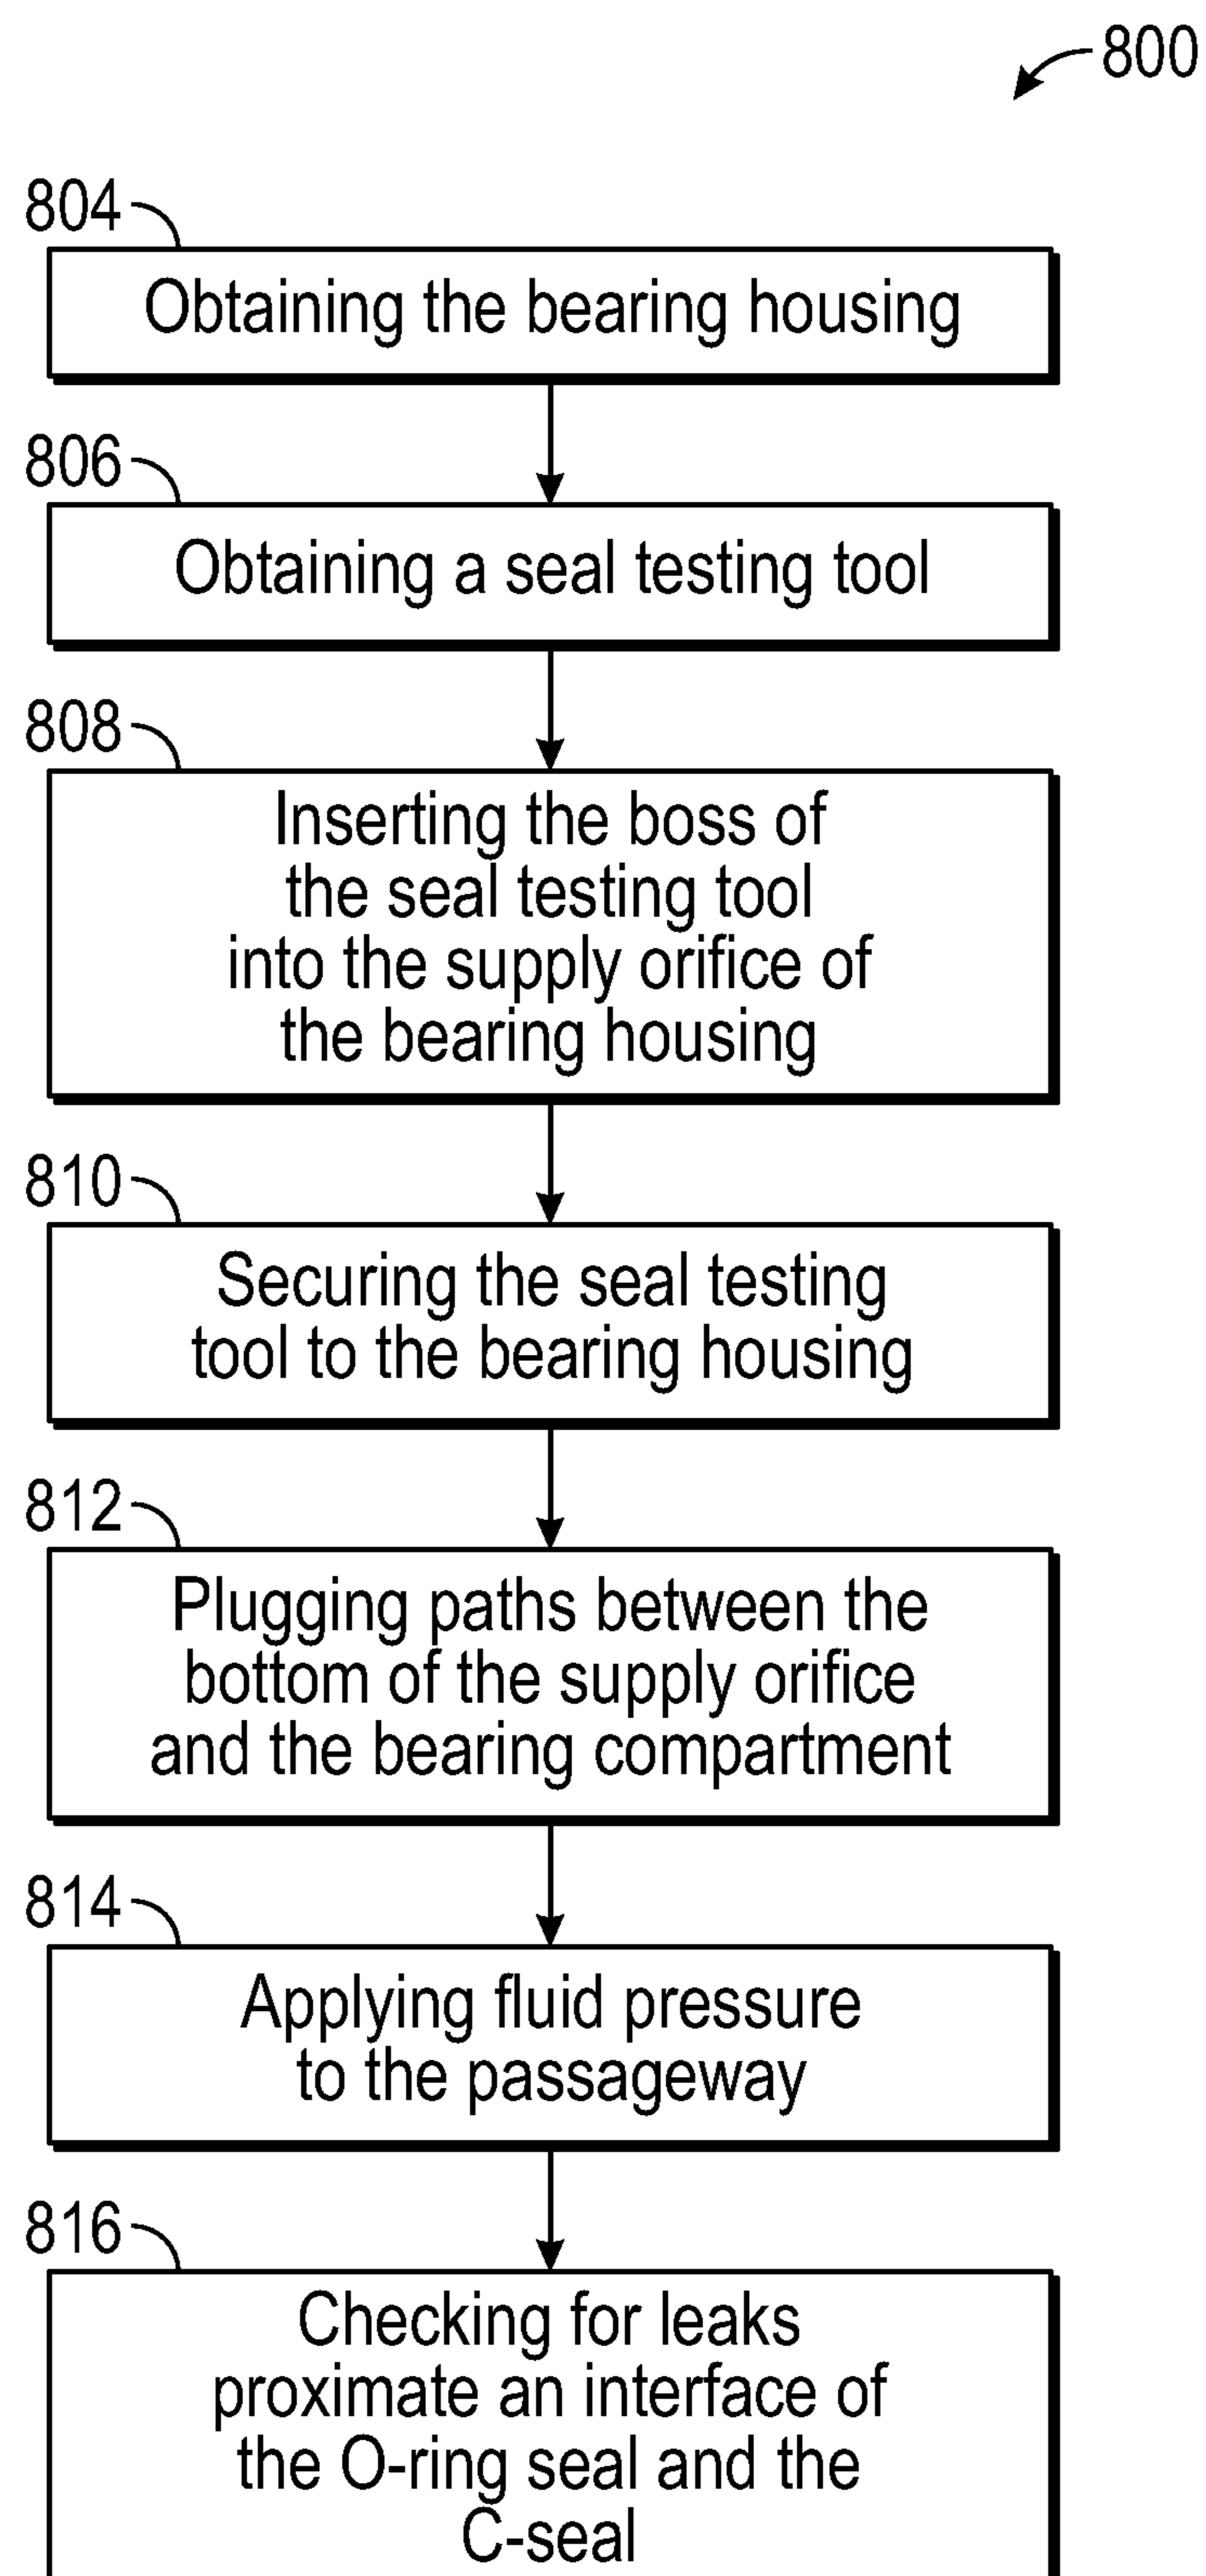 800
804
Obtaining the bearing housing
806
Obtaining a seal testing tool
808
Inserting the boss of
the seal testing tool
into the supply orifice of
the bearing housing
810
Securing the seal testing
tool to the bearing housing
812
Plugging paths between the
bottom of the supply orifice
and the bearing compartment
814
Applying fluid pressure
to the passageway
816
Checking for leaks
proximate an interface of
the O-ring seal and the
C-seal